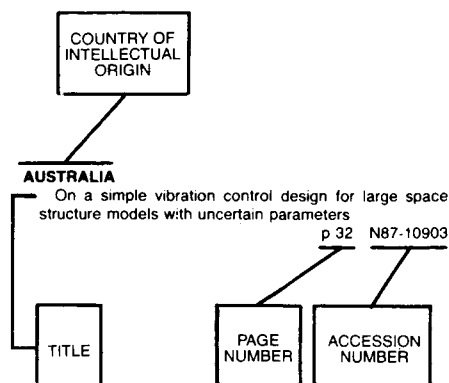 COUNTRY OF
INTELLECTUAL
ORIGIN
AUSTRALIA
On a simple vibration control design for large space
structure models with uncertain parameters
p 32 N87-10903
TITLE
PAGE
NUMBER
ACCESSION
NUMBER